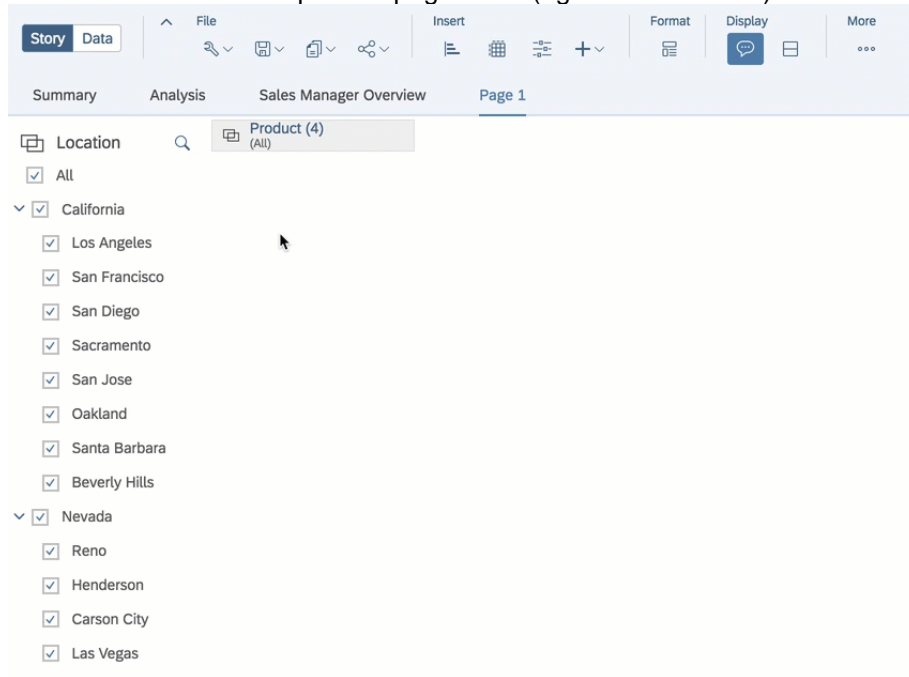 File Insert Format Display More
Story Data
Summary Analysis Sales Manager Overview Page 1
Location
Product (4)
(All)
All
California
Los Angeles
San Francisco
San Diego
Sacramento
San Jose
Oakland
Santa Barbara
Beverly Hills
Nevada
Reno
Henderson
Carson City
Las Vegas